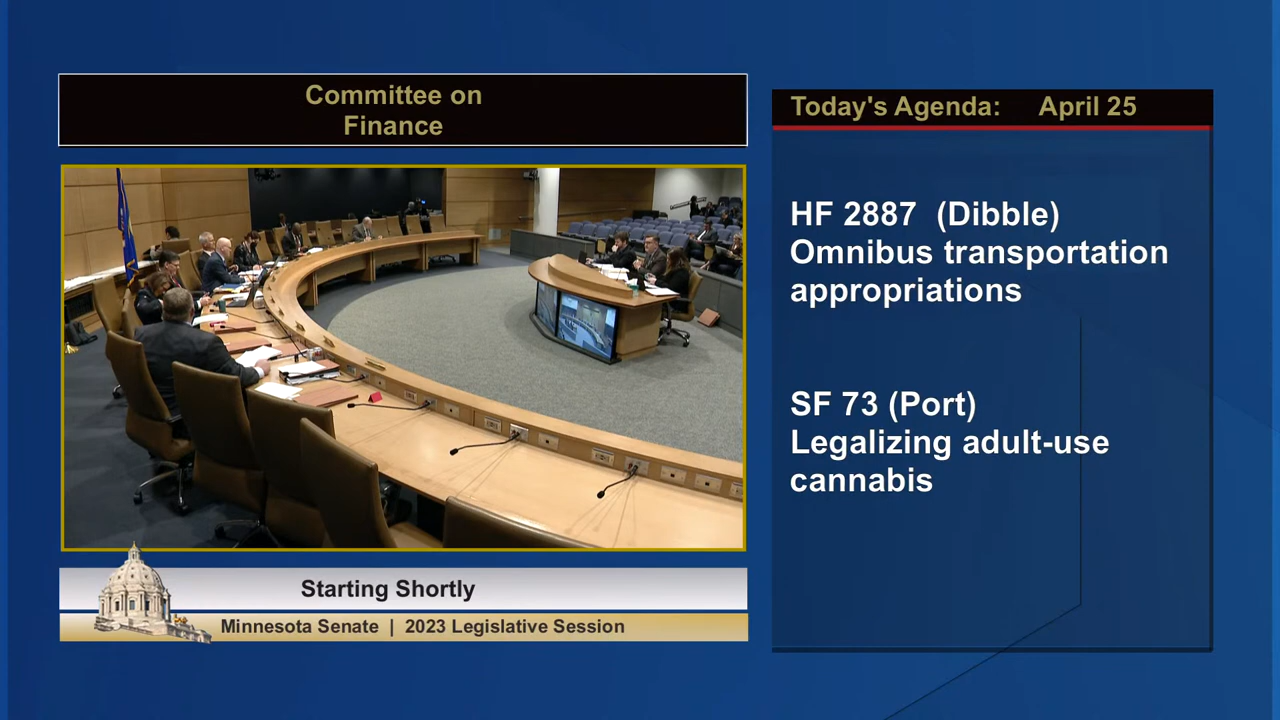 Committee on
Finance
Today's Agenda: April 25
HF 2887 (Dibble)
Omnibus transportation
appropriations
SF 73 (Port)
Legalizing adult-use
cannabis
Starting Shortly
Minnesota Senate | 2023 Legislative Session